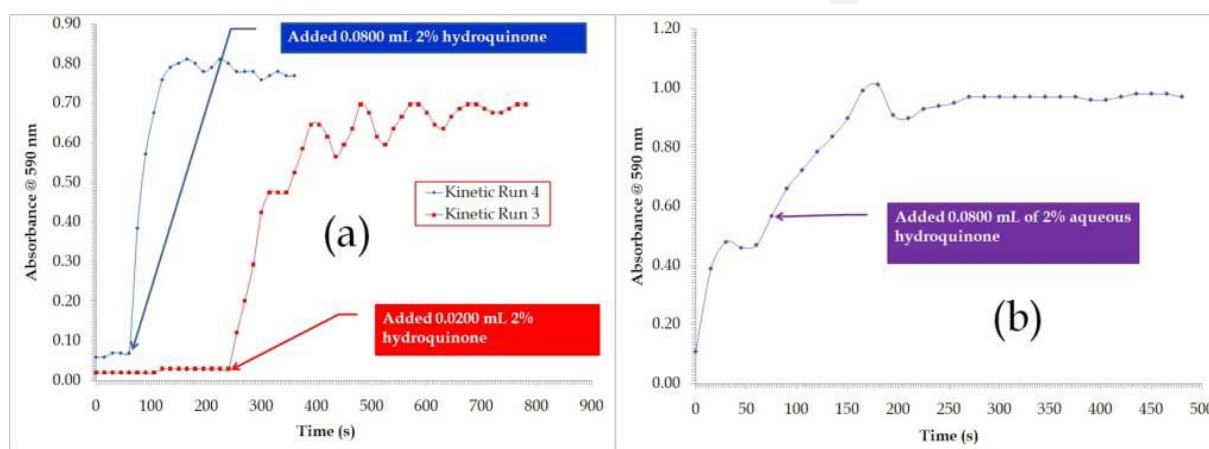 0.90
0.80
0.70
0.60
0.50
0.40
0.30
0.20
0.10
0.00
Absorbance @ 590 nm
0 100 200 300 400 500 600 700 800 900
Time (s)
Added 0.0800 mL 2% hydroquinone
Kinetic Run 4
Kinetic Run 3
(a)
Added 0.0200 mL 2%
hydroquinone
1.20
1.00
0.80
0.60
0.40
0.20
0.00
Absorbance @ 590 nm
0 50 100 150 200 250 300 350 400 450 500
Time (s)
Added 0.0800 mL of 2% aqueous
hydroquinone
(b)